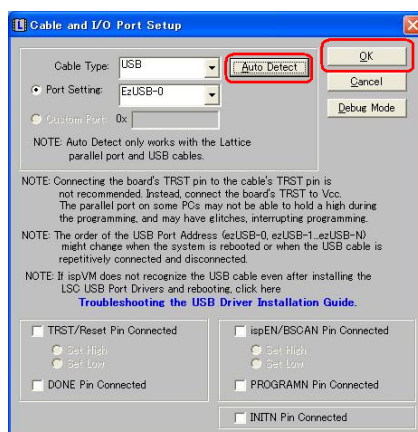 Cable and I/O Port Setup
Cable Type: USB
Auto Detect
OK
Port Setting: EzUSB-0
Cancel
Custom Port: 0x
Debug Mode
NOTE: Auto Detect only works with the Lattice
parallel port and USB cables.
NOTE: Connecting the board's TRST pin to the cable's TRST pin is
not recommended. Instead, connect the board's TRST to Vcc.
The parallel port on some PCs may not be able to hold a high during
the programming, and may have glitches, interrupting programming.
NOTE: The order of the USB Port Address (ezUSB-0, ezUSB-1...ezUSB-N)
might change when the system is rebooted or when the USB cable is
repetitively connected and disconnected.
NOTE: If ispVM does not recognize the USB cable even after installing the
LSC USB Port Drivers and rebooting, click here
Troubleshooting the USB Driver Installation Guide.
TRST/Reset Pin Connected
Set High
Set Low
DONE Pin Connected
ispEN/BSCAN Pin Connected
Set High
Set Low
PROGRAMN Pin Connected
INITN Pin Connected